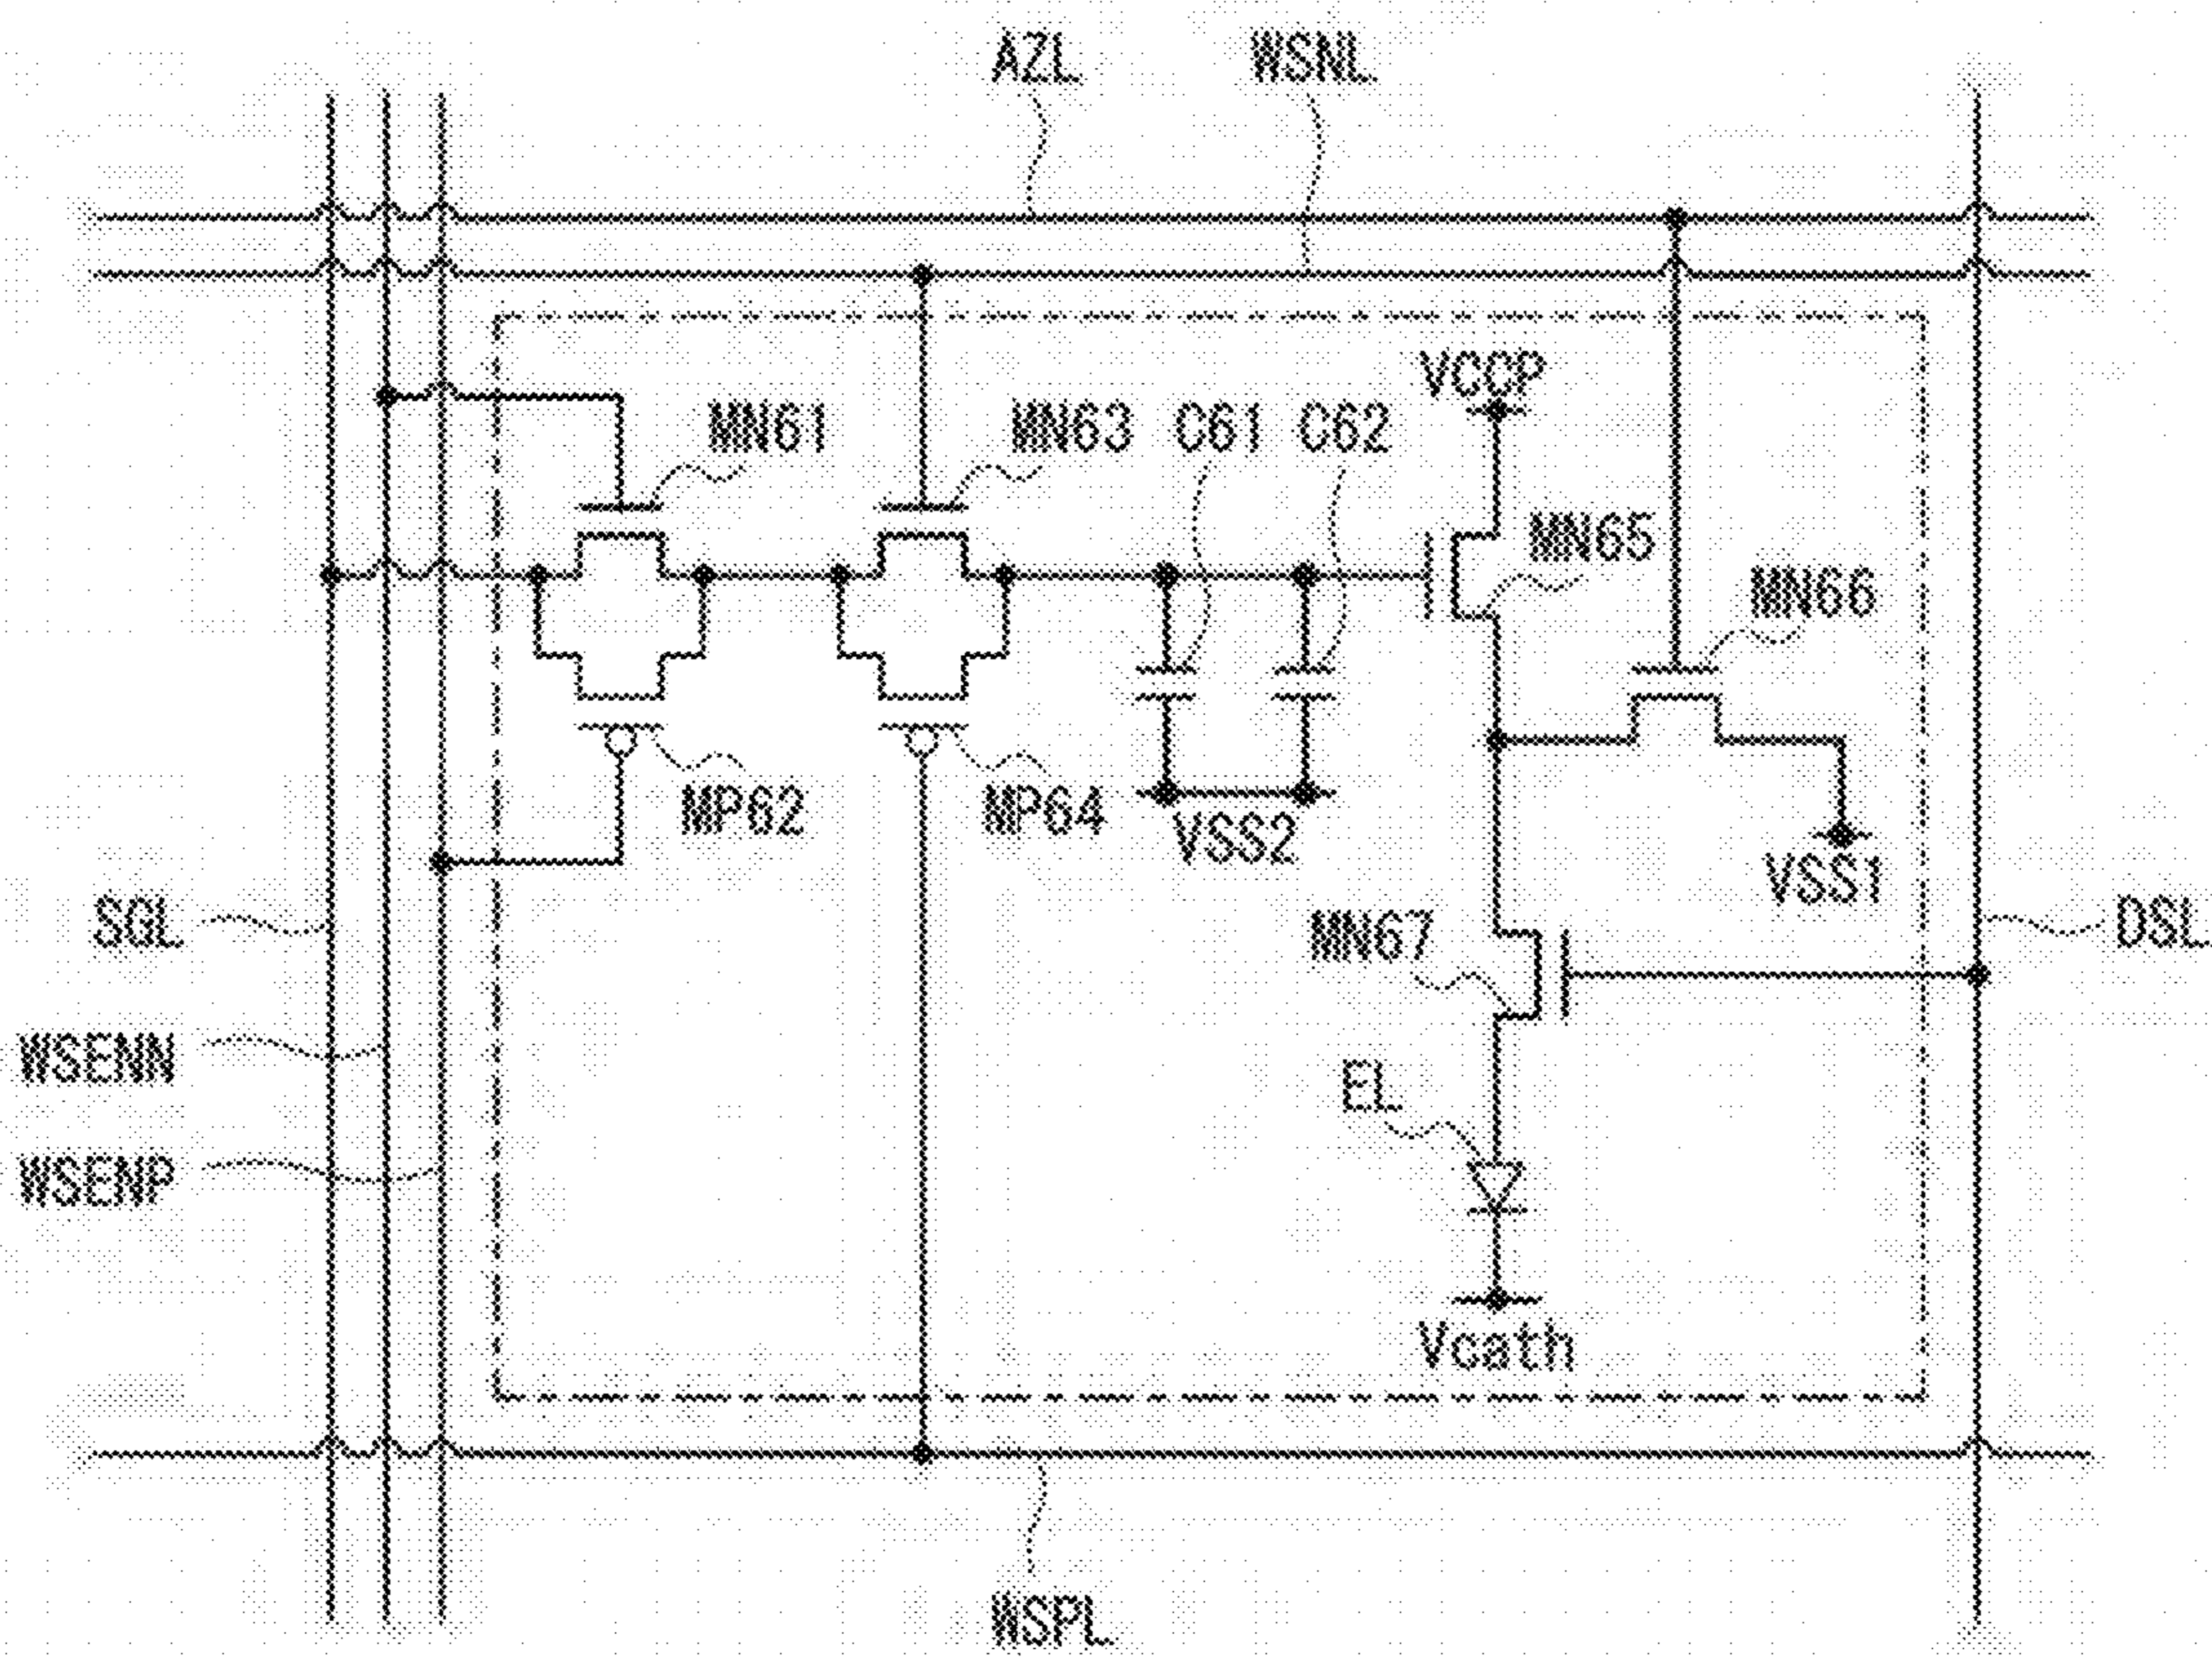 AZL
WSNL
VCCP
MN61
MN63
C61
C62
MN65
MN66
MP62
MP64
VSS2
VSS1
SGL
MN67
DSL
WSENN
EL
WSENP
Vcath
WSPL